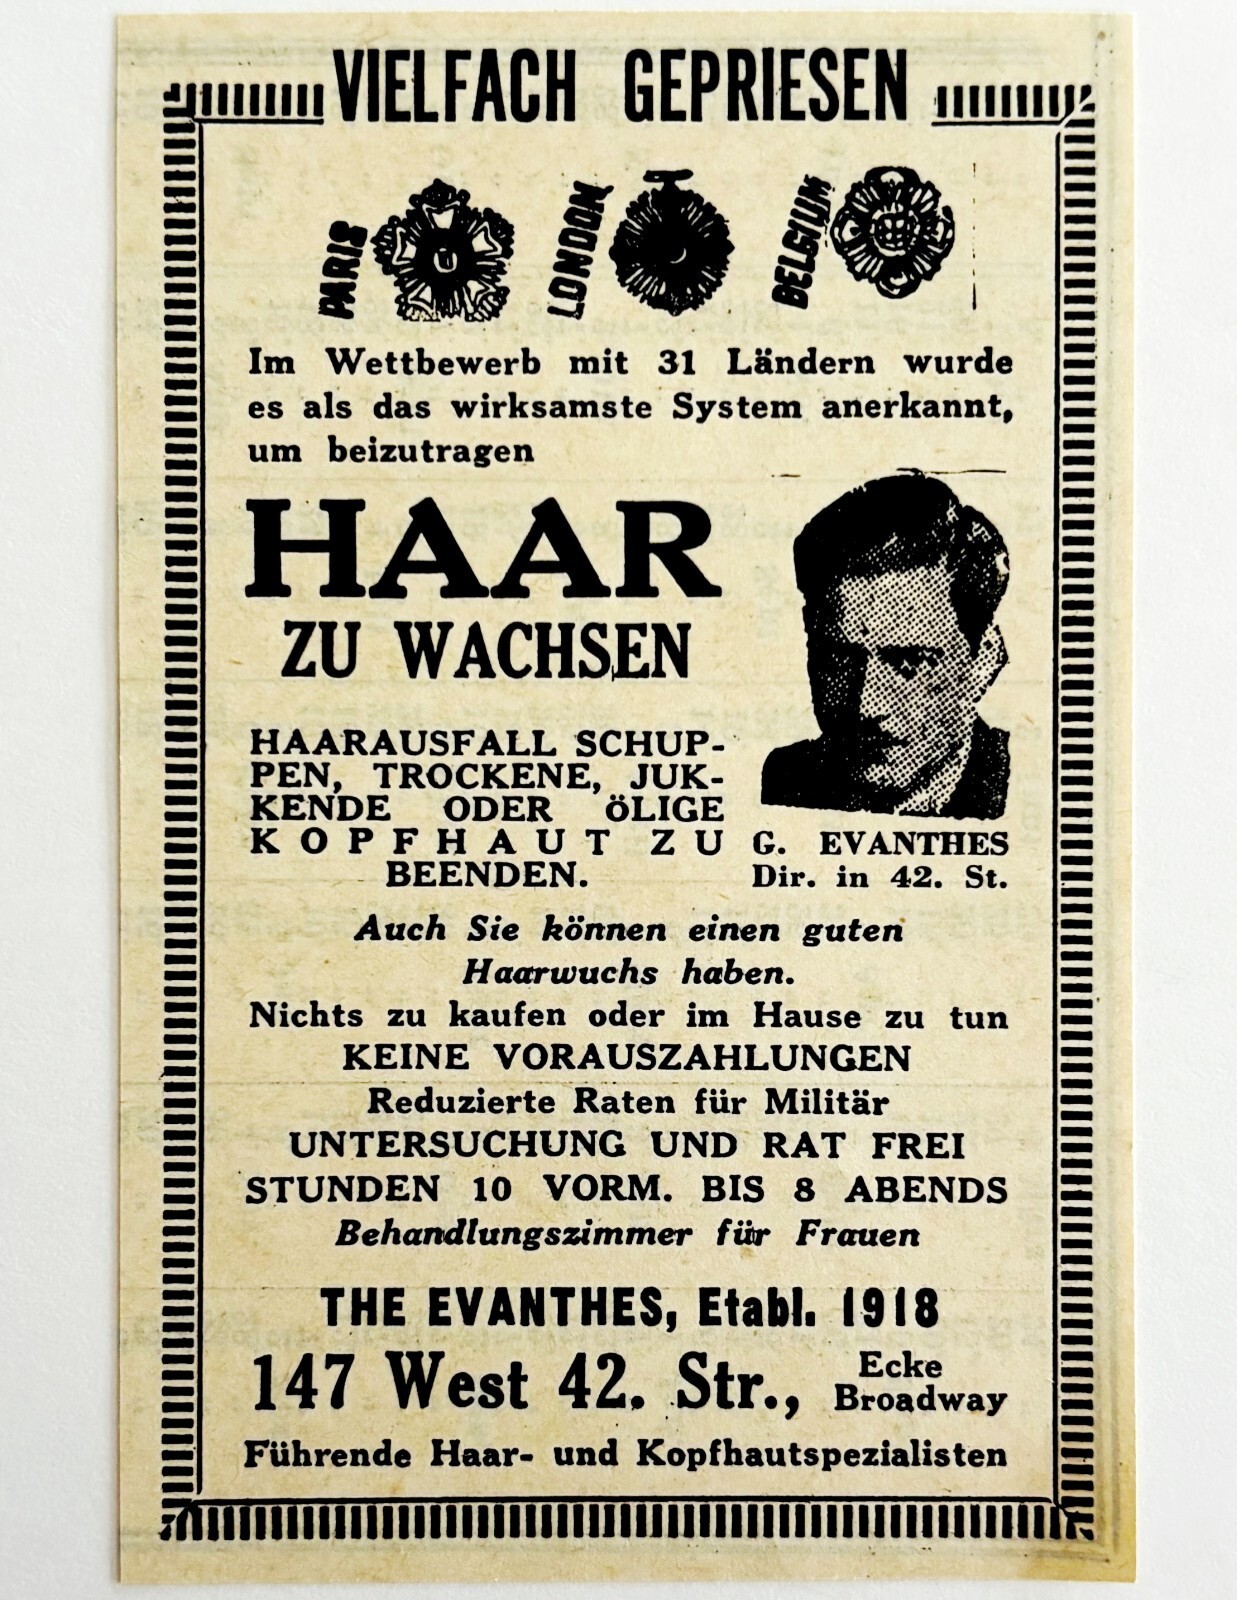 VIELFACH GEPRIESEN
PARIS
LONDON
BELGIUM
Im Wettbewerb mit 31 Ländern wurde
es als das wirksamste System anerkannt,
um beizutragen
HAAR
ZU WACHSEN
HAARAUSFALL SCHUP-
PEN, TROCKENE, JUK-
KENDE ODER ÖLIGE
KOPFHAUT ZU
BEENDEN.
G. EVANTHES
Dir. in 42. St.
Auch Sie können einen guten
Haarwuchs haben.
Nichts zu kaufen oder im Hause zu tun
KEINE VORAUSZAHLUNGEN
Reduzierte Raten für Militär
UNTERSUCHUNG UND RAT FREI
STUNDEN 10 VORM. BIS 8 ABENDS
Behandlungszimmer für Frauen
THE EVANTHES, Etabl. 1918
147 West 42. Str., Ecke
Broadway
Führende Haar- und Kopfhautspezialisten